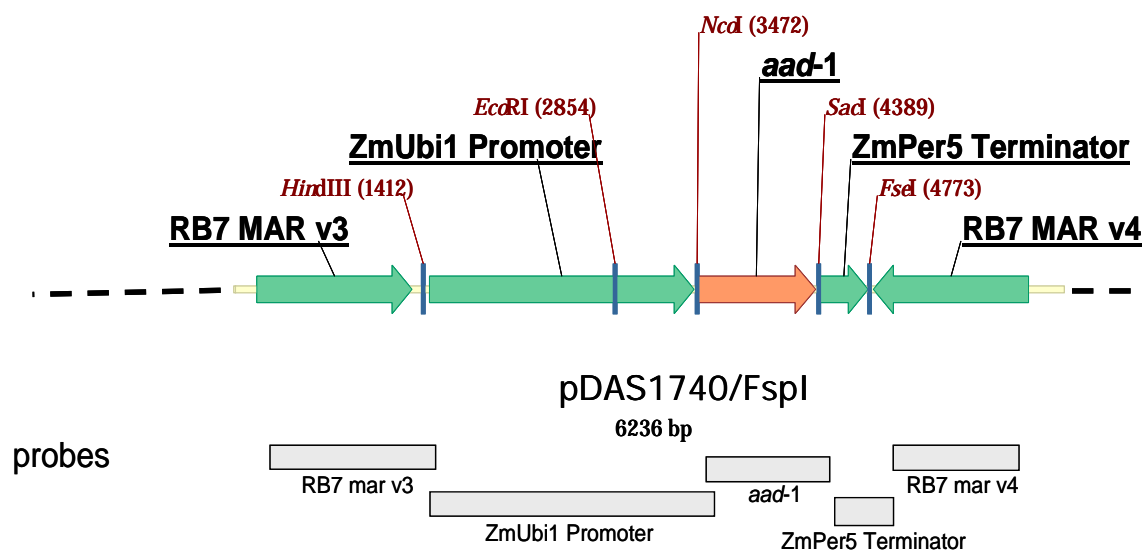 NcoI (3472)
aad-1
EcoRI (2854)
SacI (4389)
ZmUbi1 Promoter
ZmPer5 Terminator
HindIII (1412)
FseI (4773)
RB7 MAR v3
RB7 MAR v4
pDAS1740/FspI
6236 bp
probes
RB7 mar v3
aad-1
RB7 mar v4
ZmUbi1 Promoter
ZmPer5 Terminator